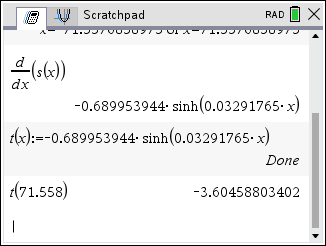 Scratchpad
RAD
d/dx(s(x))
-0.689953944·sinh(0.03291765·x)
t(x):=-0.689953944·sinh(0.03291765·x)
Done
t(71.558)
-3.60458803402